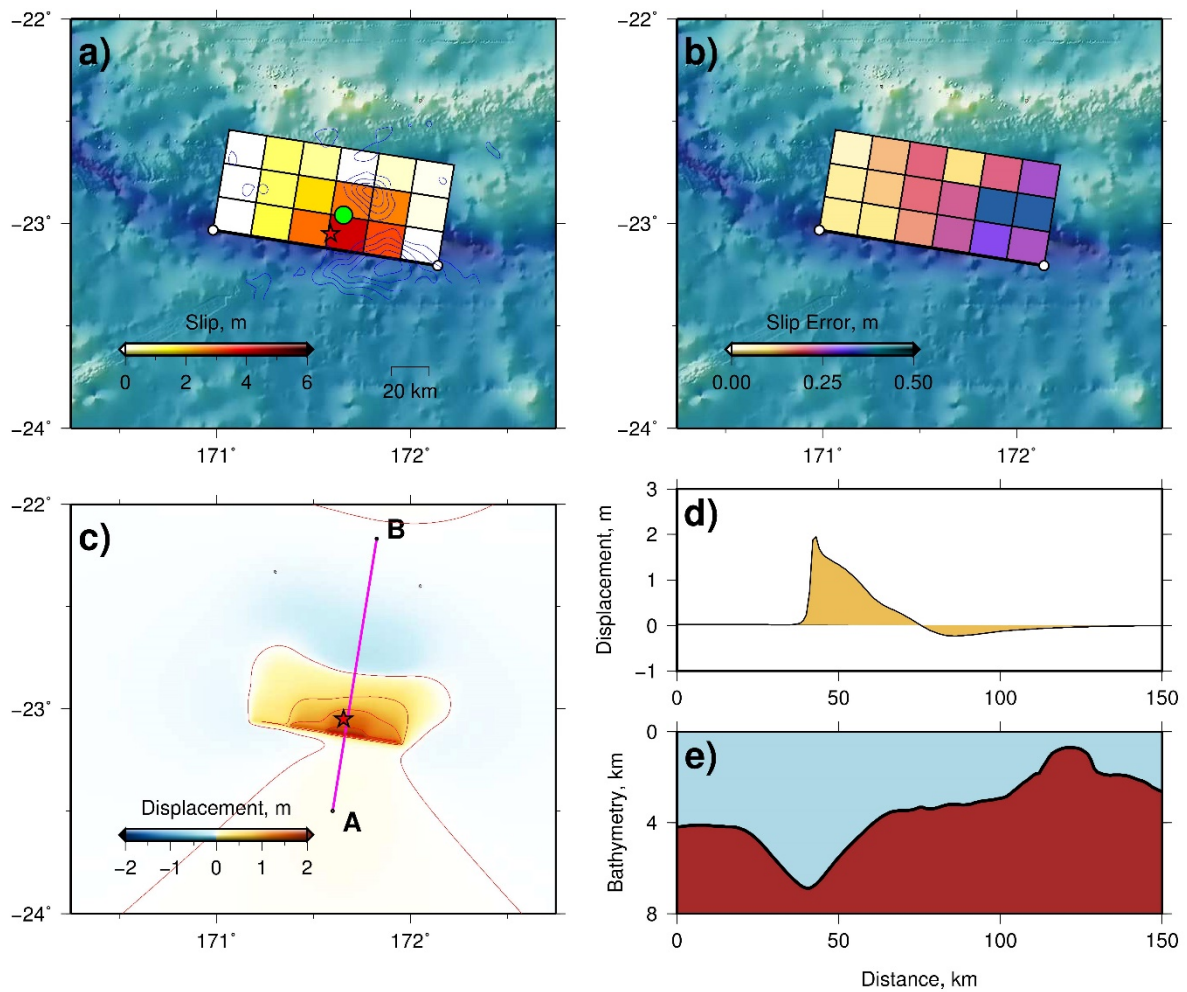 −22°
−23°
−24°
a)
Slip, m
0 2 4 6
20 km
171° 172°
−22°
−23°
−24°
b)
Slip Error, m
0.00 0.25 0.50
171° 172°
−22°
−23°
−24°
c)
B
A
Displacement, m
−2 −1 0 1 2
171° 172°
d)
Displacement, m
3
2
1
0
−1
0 50 100 150
e)
Bathymetry, km
0
4
8
0 50 100 150
Distance, km